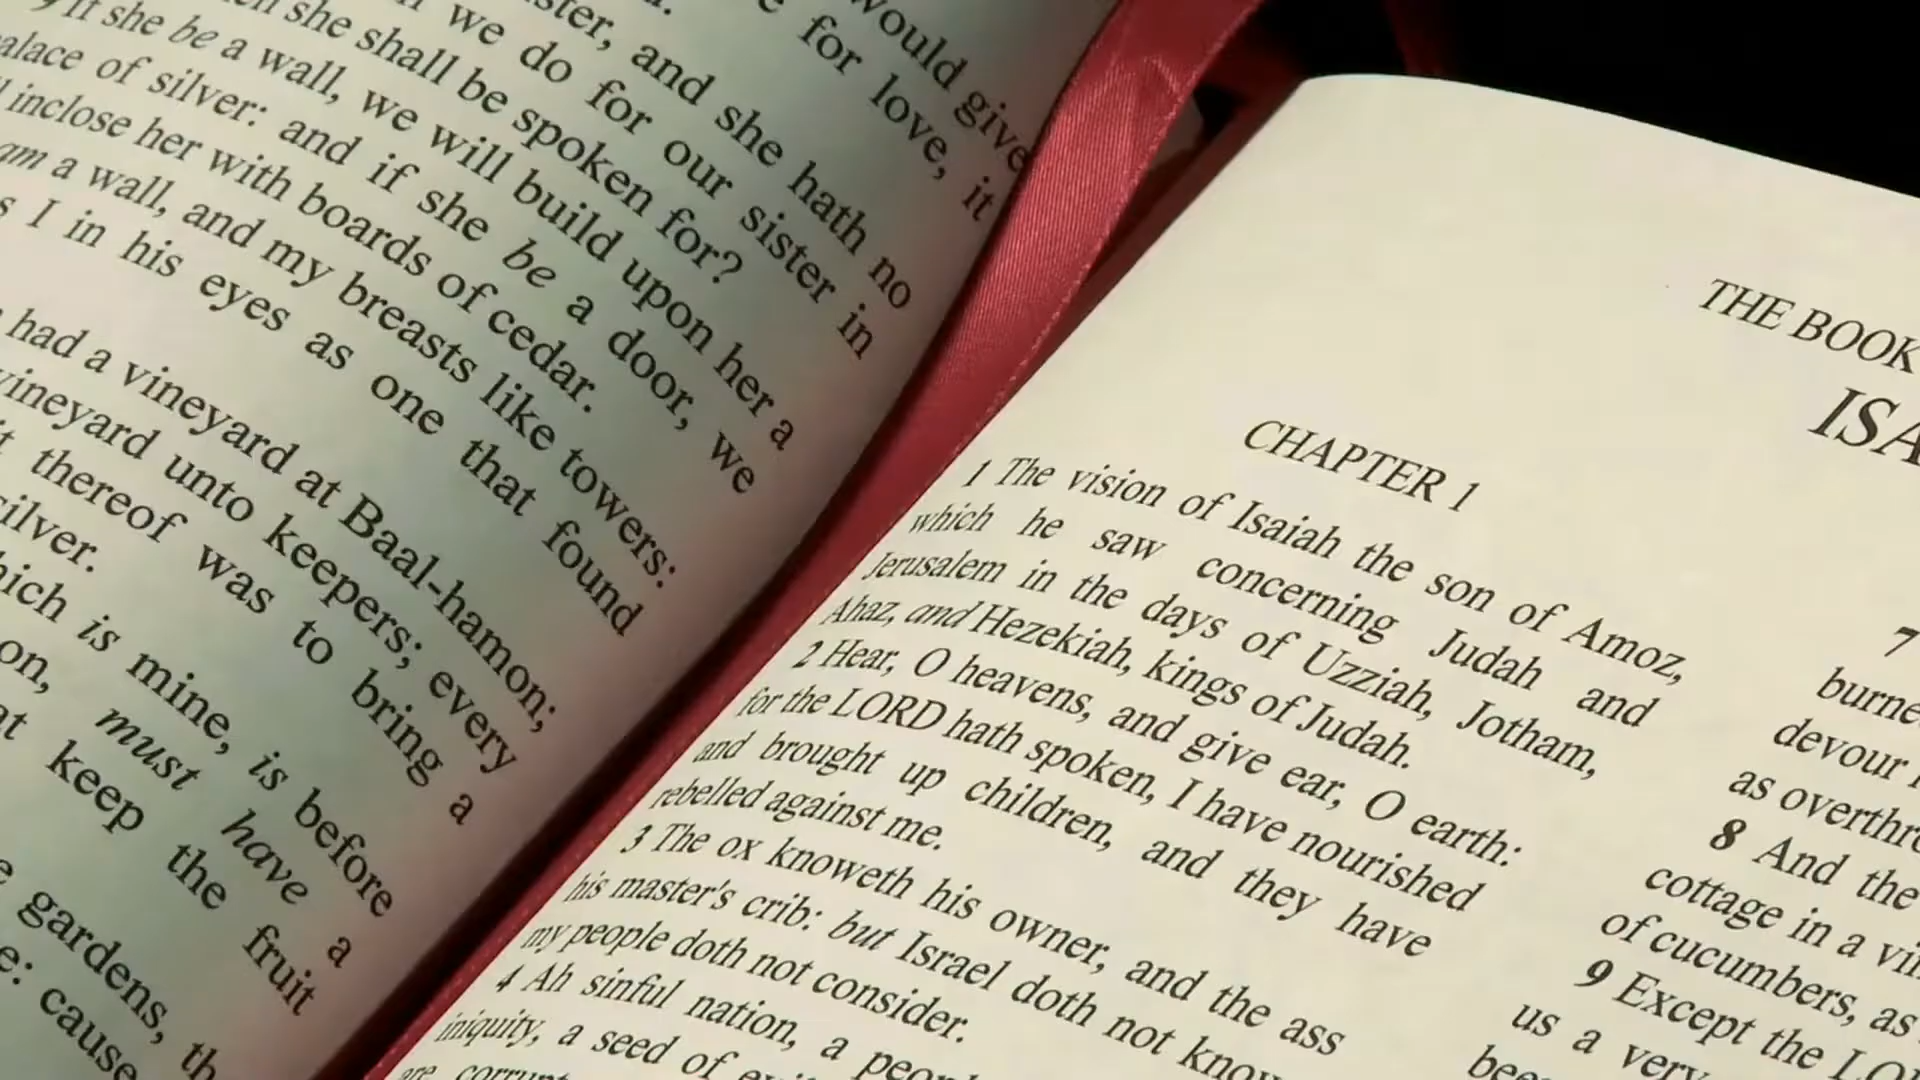 would give
for love, it
we do for our sister in
ister, and she hath no
she shall be spoken for?
if she be a wall, we will build upon her a
palace of silver: and if she be a door, we
inclose her with boards of cedar.
am a wall, and my breasts like towers:
I in his eyes as one that found
had a vineyard at Baal-hamon;
vineyard unto keepers; every
thereof was to bring a
silver.
which is mine, is before
on, must have a
keep the fruit
gardens, th
cause
THE BOOK
ISA
CHAPTER 1
1 The vision of Isaiah the son of Amoz,
which he saw concerning Judah and
Jerusalem in the days of Uzziah, Jotham,
Ahaz, and Hezekiah, kings of Judah.
2 Hear, O heavens, and give ear, O earth:
for the LORD hath spoken, I have nourished
and brought up children, and they have
rebelled against me.
3 The ox knoweth his owner, and the ass
his master's crib: but Israel doth not know
my people doth not consider.
4 Ah sinful nation, a peopl
iniquity, a seed of
are corrupt
7
burne
devour
as overthro
8 And the
cottage in a vi
of cucumbers, as
9 Except the LO
us a very
bee